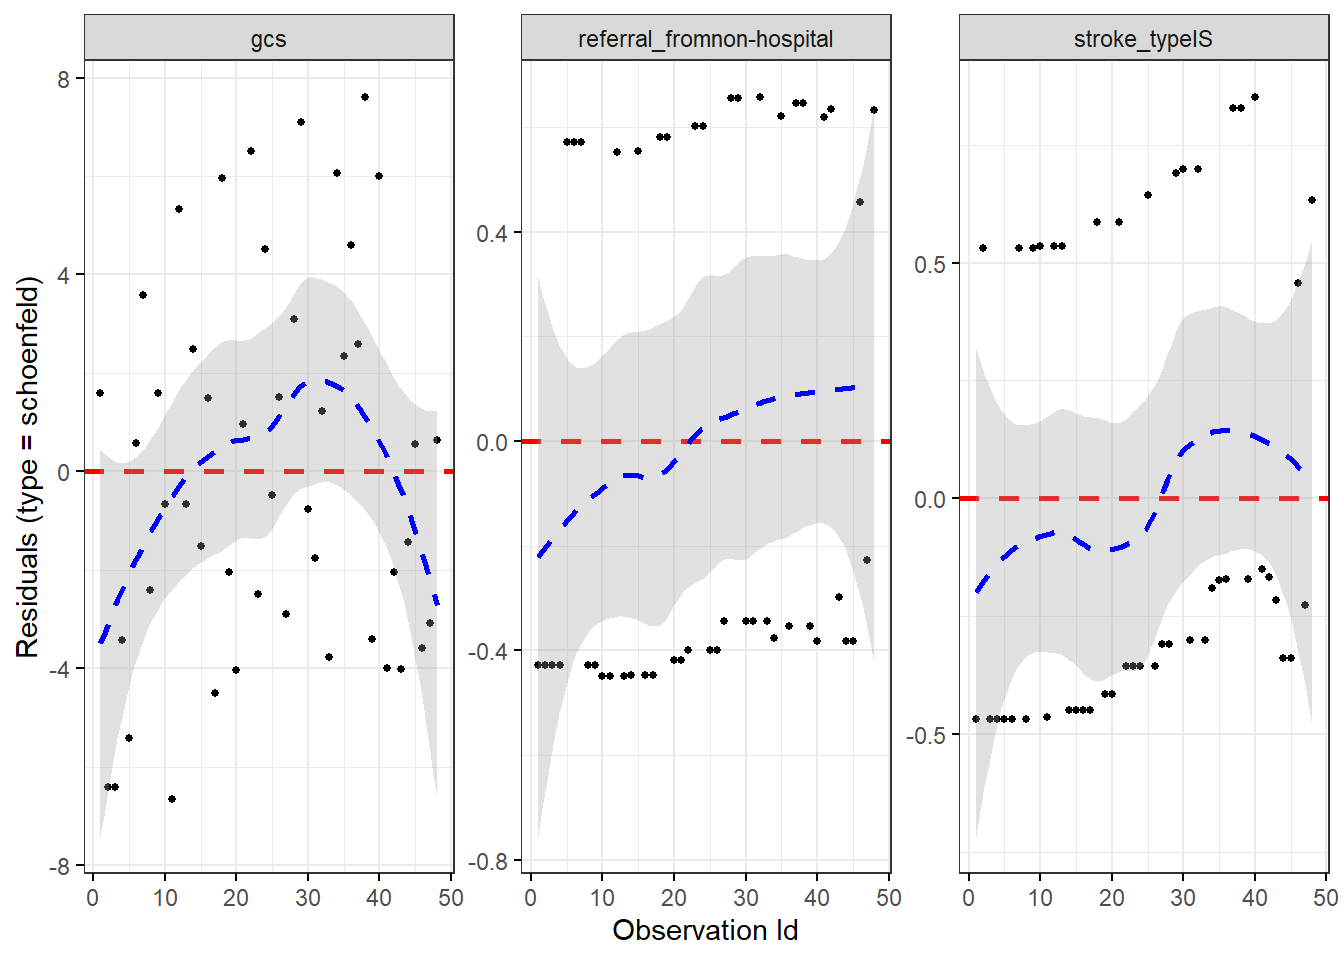 gcs
referral_fromnon-hospital
stroke_typeIS
8
4
0
-4
-8
0.4
0.0
-0.4
-0.8
0.5
0.0
-0.5
0 10 20 30 40 50
0 10 20 30 40 50
0 10 20 30 40 50
Residuals (type = schoenfeld)
Observation Id